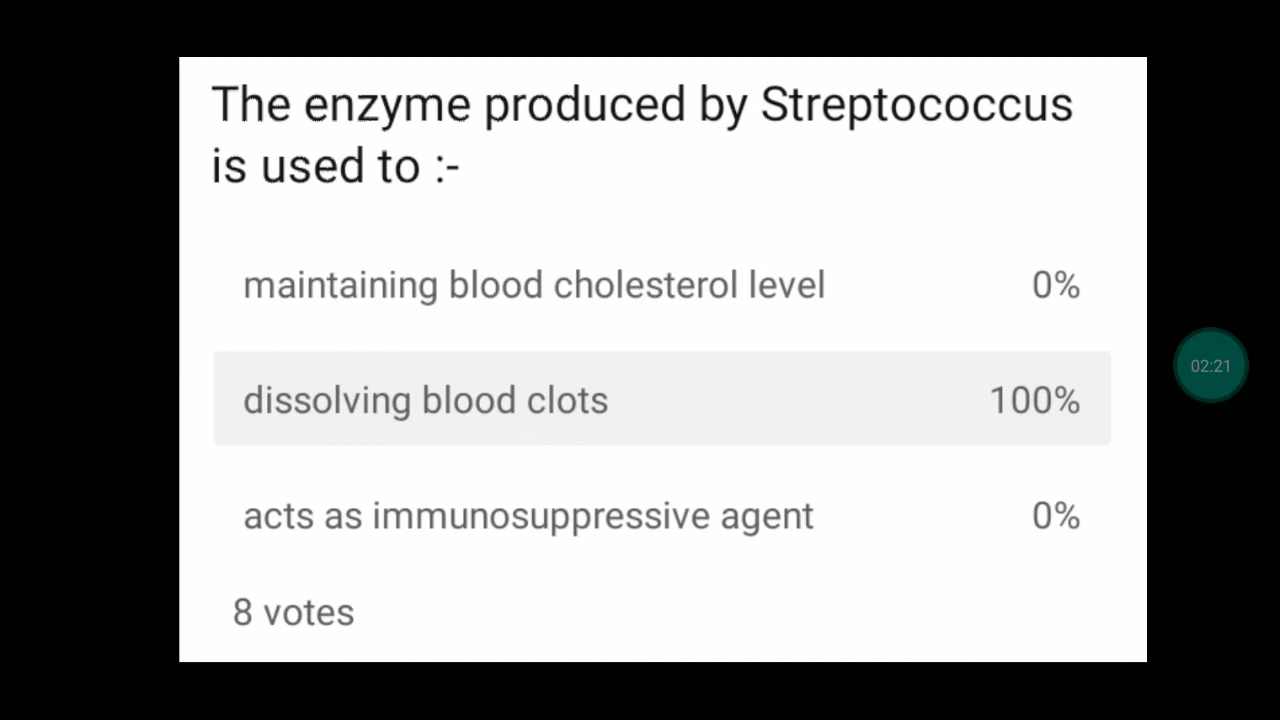 The enzyme produced by Streptococcus
is used to :-
maintaining blood cholesterol level 0%
dissolving blood clots 100%
acts as immunosuppressive agent 0%
8 votes
02:21